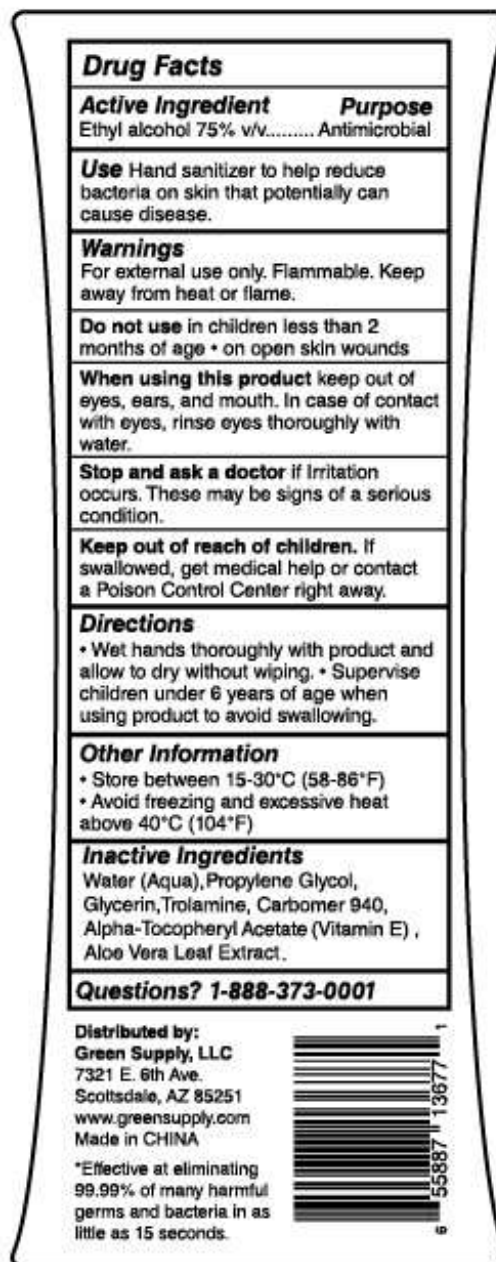 Drug Facts
Active Ingredient Purpose
Ethyl alcohol 75% v/v......... Antimicrobial
Use Hand sanitizer to help reduce
bacteria on skin that potentially can
cause disease.
Warnings
For external use only. Flammable. Keep
away from heat or flame.
Do not use in children less than 2
months of age • on open skin wounds
When using this product keep out of
eyes, ears, and mouth. In case of contact
with eyes, rinse eyes thoroughly with
water.
Stop and ask a doctor if Irritation
occurs. These may be signs of a serious
condition.
Keep out of reach of children. If
swallowed, get medical help or contact
a Poison Control Center right away.
Directions
• Wet hands thoroughly with product and
allow to dry without wiping. • Supervise
children under 6 years of age when
using product to avoid swallowing.
Other Information
• Store between 15-30°C (58-86°F)
• Avoid freezing and excessive heat
above 40°C (104°F)
Inactive Ingredients
Water (Aqua),Propylene Glycol,
Glycerin,Trolamine, Carbomer 940,
Alpha-Tocopheryl Acetate (Vitamin E) ,
Aloe Vera Leaf Extract.
Questions? 1-888-373-0001
Distributed by:
Green Supply, LLC
7321 E. 6th Ave.
Scottsdale, AZ 85251
www.greensupply.com
Made in CHINA
*Effective at eliminating
99.99% of many harmful
germs and bacteria in as
little as 15 seconds.
6 55887 13677 1